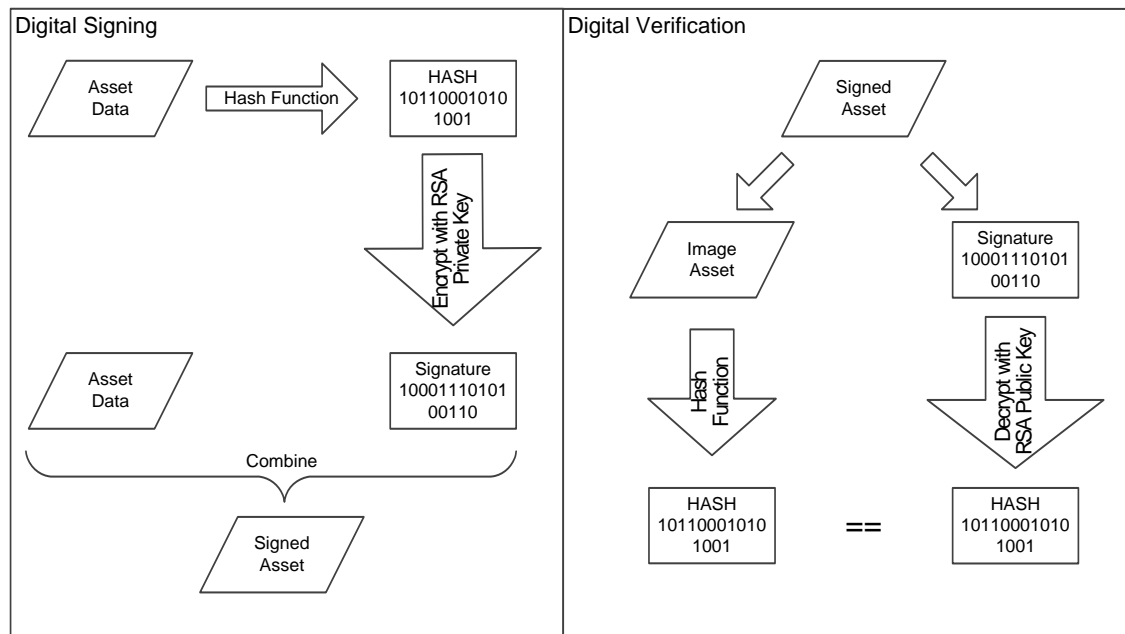 Digital Signing
Asset
Data
Hash Function
HASH
10110001010
1001
Encrypt with RSA
Private Key
Asset
Data
Signature
10001110101
00110
Combine
Signed
Asset
Digital Verification
Signed
Asset
Image
Asset
Signature
10001110101
00110
Hash
Function
Decrypt with
RSA Public Key
HASH
10110001010
1001
==
HASH
10110001010
1001